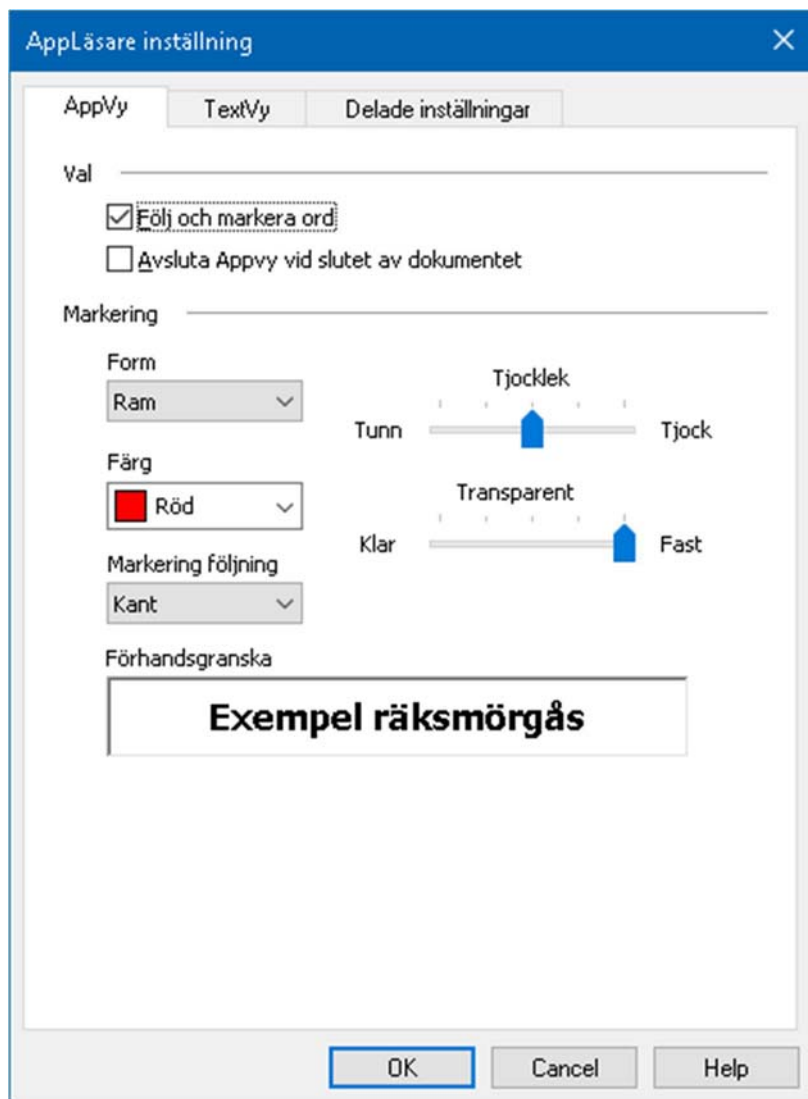 AppLäsare inställning
AppVy TextVy Delade inställningar
Val
Följ och markera ord
Avsluta Appvy vid slutet av dokumentet
Markering
Form
Ram
Tjocklek
Tunn Tjock
Färg
Röd
Transparent
Klar Fast
Markering följning
Kant
Förhandsgranska
Exempel räksmörgås
OK Cancel Help